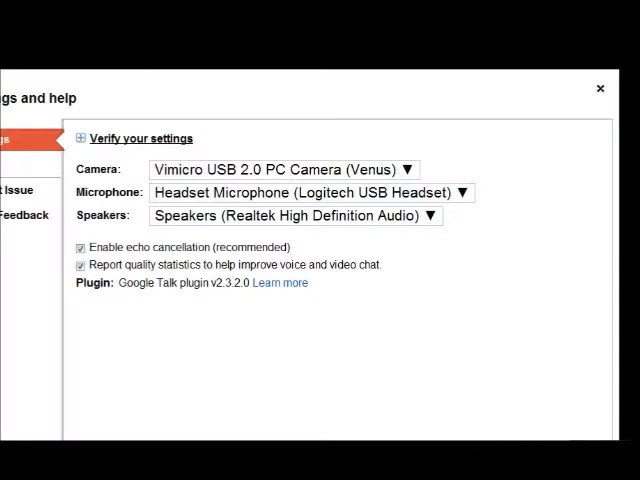 ngs and help
×
gs
Verify your settings
Camera: Vimicro USB 2.0 PC Camera (Venus) ▼
t Issue
Microphone: Headset Microphone (Logitech USB Headset) ▼
Feedback
Speakers: Speakers (Realtek High Definition Audio) ▼
Enable echo cancellation (recommended)
Report quality statistics to help improve voice and video chat.
Plugin: Google Talk plugin v2.3.2.0 Learn more